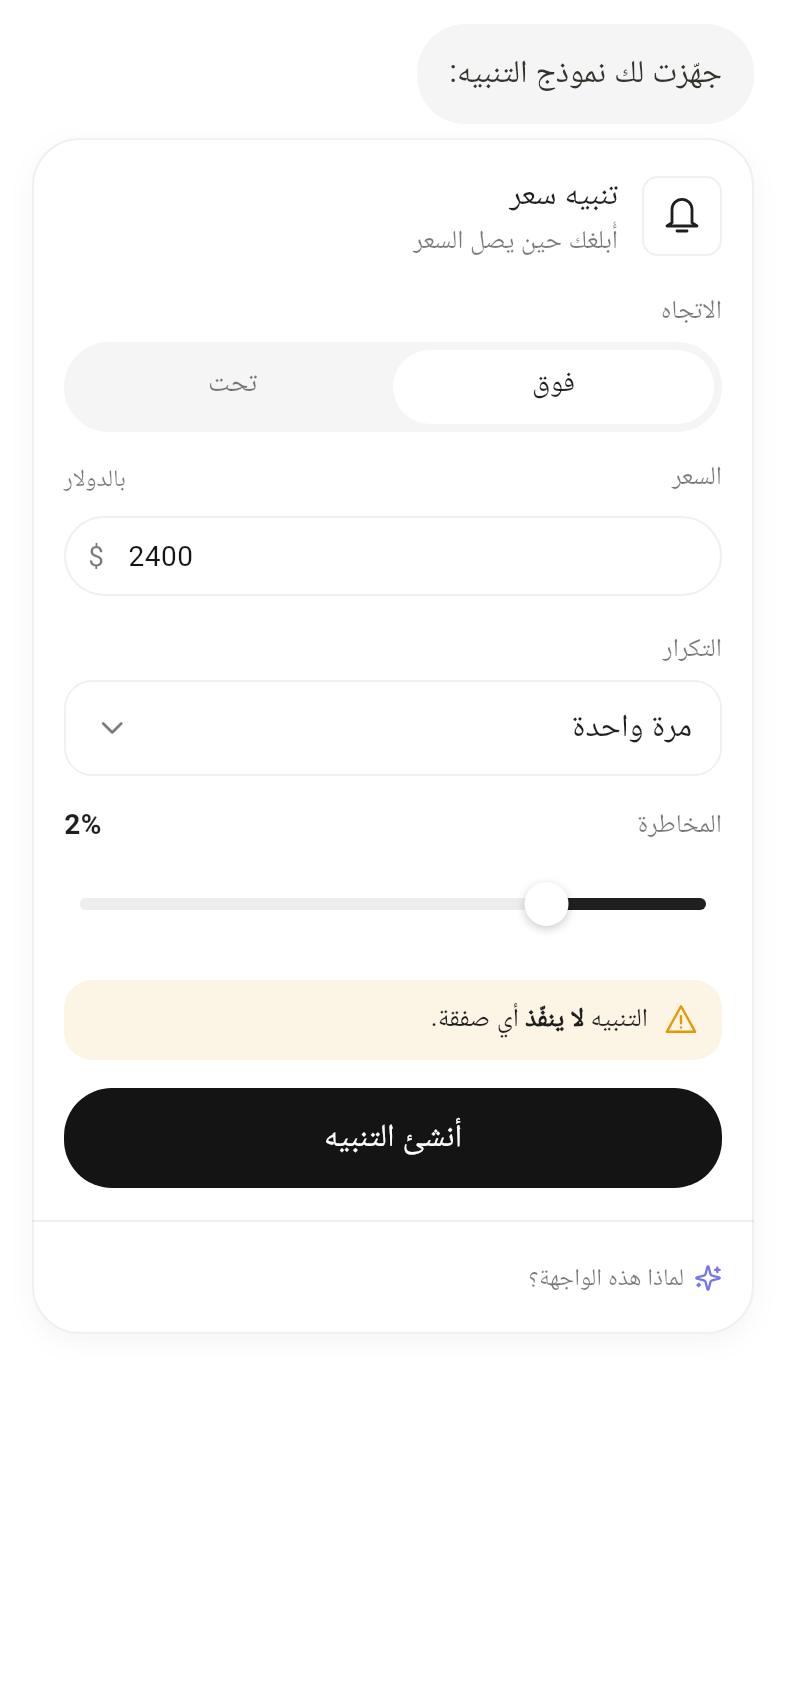 جهّزت لك نموذج التنبيه:
تنبيه سعر
أبلغك حين يصل السعر
الاتجاه
فوق
تحت
السعر
بالدولار
$ 2400
التكرار
مرة واحدة
المخاطرة
2%
التنبيه لا ينفّذ أي صفقة.
أنشئ التنبيه
لماذا هذه الواجهة؟